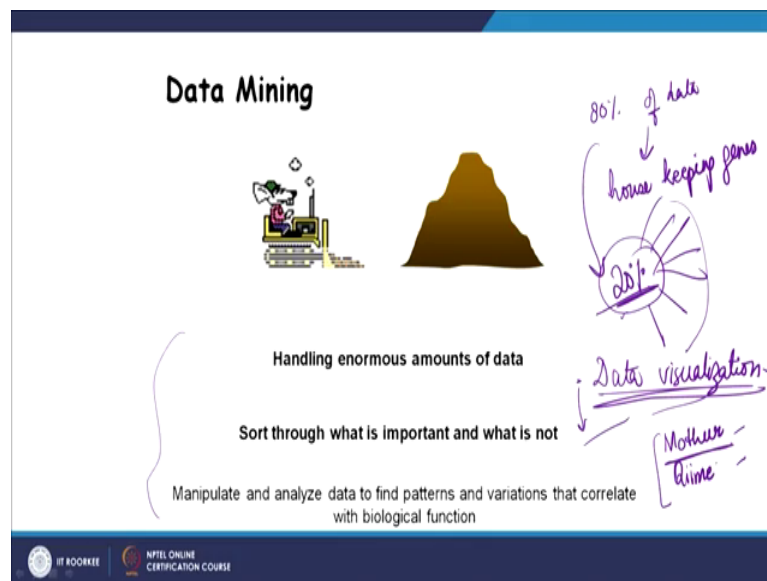 Data Mining
80% of data
house keeping genes
20%
Handling enormous amounts of data
Data visualization
Sort through what is important and what is not
Mothur
Qiime
Manipulate and analyze data to find patterns and variations that correlate
with biological function
IIT ROORKEE
NPTEL ONLINE
CERTIFICATION COURSE